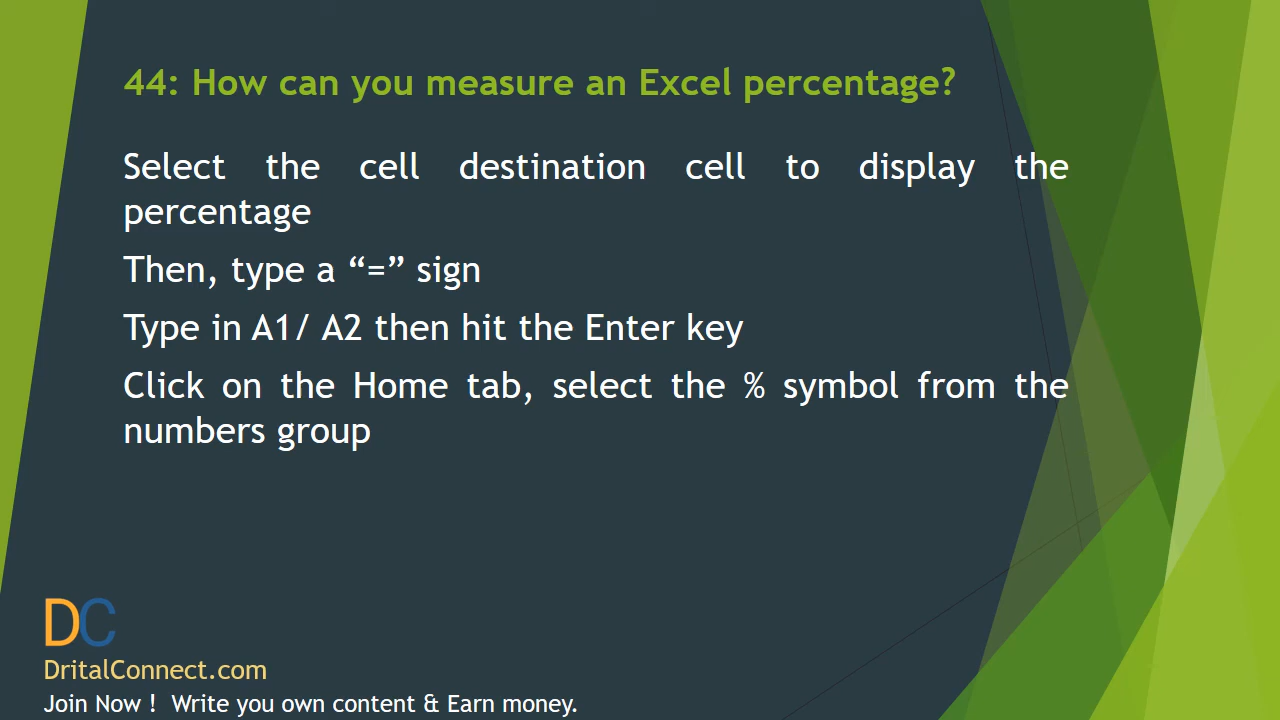 44: How can you measure an Excel percentage?
Select the cell destination cell to display the
percentage
Then, type a “=” sign
Type in A1/ A2 then hit the Enter key
Click on the Home tab, select the % symbol from the
numbers group
DC
DritalConnect.com
Join Now ! Write you own content & Earn money.